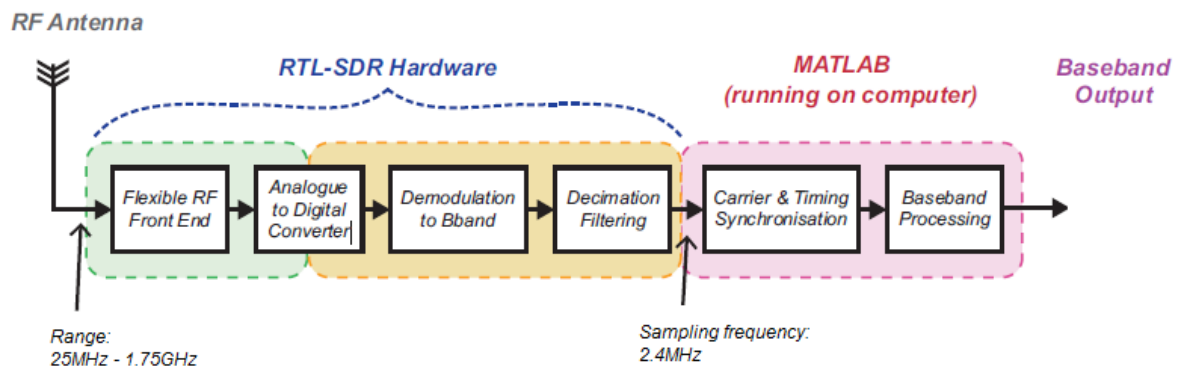 RF Antenna
RTL-SDR Hardware
MATLAB
(running on computer)
Baseband
Output
Flexible RF
Front End
Analogue
to Digital
Converter
Demodulation
to Bband
Decimation
Filtering
Carrier & Timing
Synchronisation
Baseband
Processing
Range:
25MHz - 1.75GHz
Sampling frequency:
2.4MHz